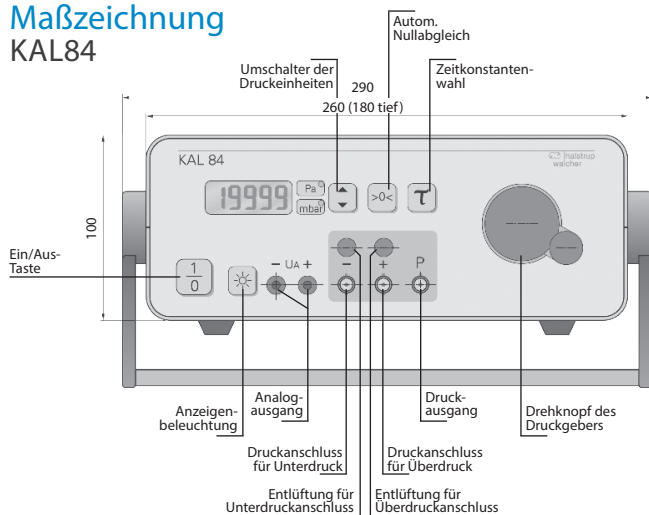 Maßzeichnung
KAL84
Autom.
Nullabgleich
Umschalter der
Druckeinheiten
Zeitkonstanten-
wahl
290
260 (180 tief)
KAL 84
halstrup
walcher
19999
Pa
mbar
>0<
τ
100
Ein/Aus-
Taste
1
0
− UA +
− + P
Anzeigen-
beleuchtung
Analog-
ausgang
Druck-
ausgang
Drehknopf des
Druckgebers
Druckanschluss
für Unterdruck
Druckanschluss
für Überdruck
Entlüftung für
Unterdruckanschluss
Entlüftung für
Überdruckanschluss